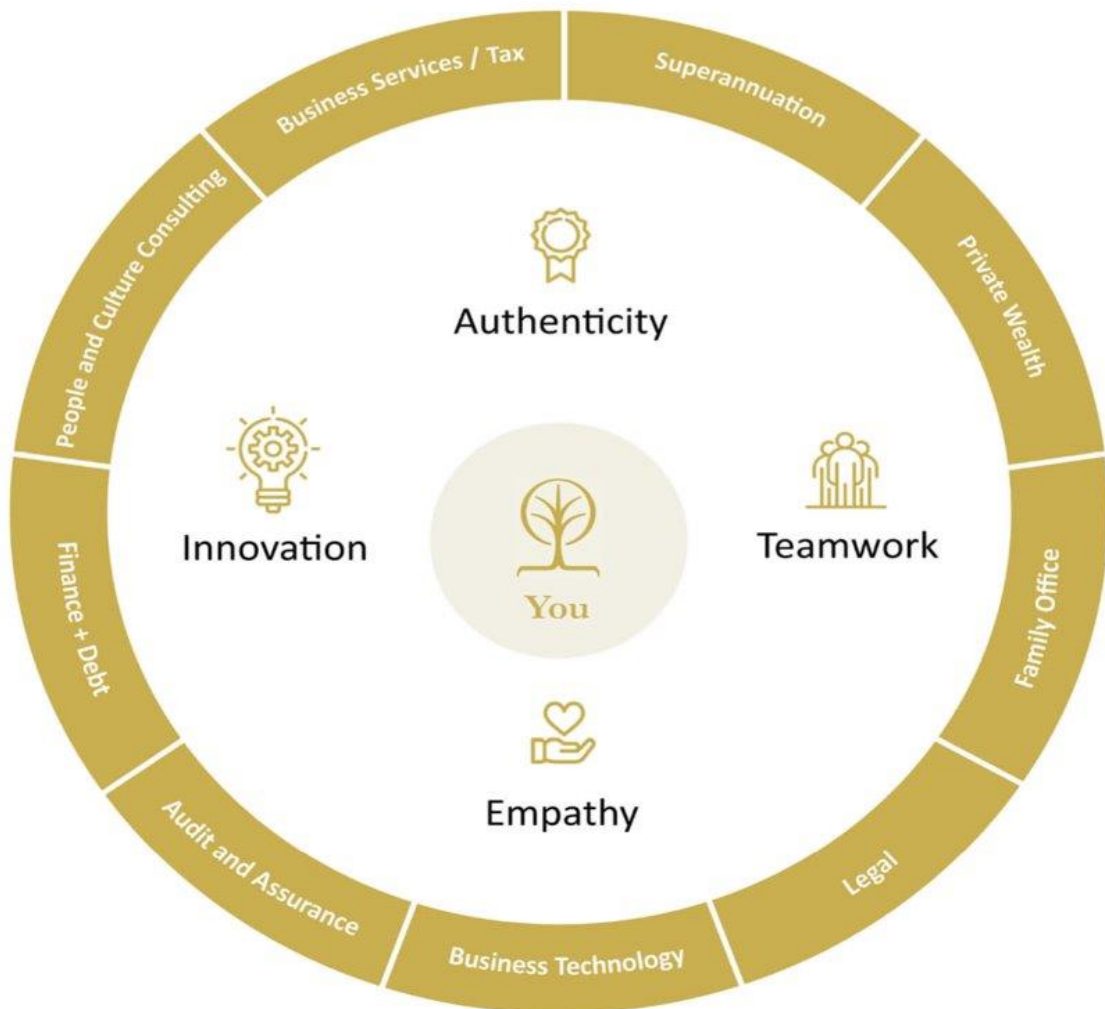 Business Services / Tax
Superannuation
Private Wealth
Family Office
Legal
Business Technology
Audit and Assurance
Finance + Debt
People and Culture Consulting
Authenticity
Innovation
Teamwork
You
Empathy